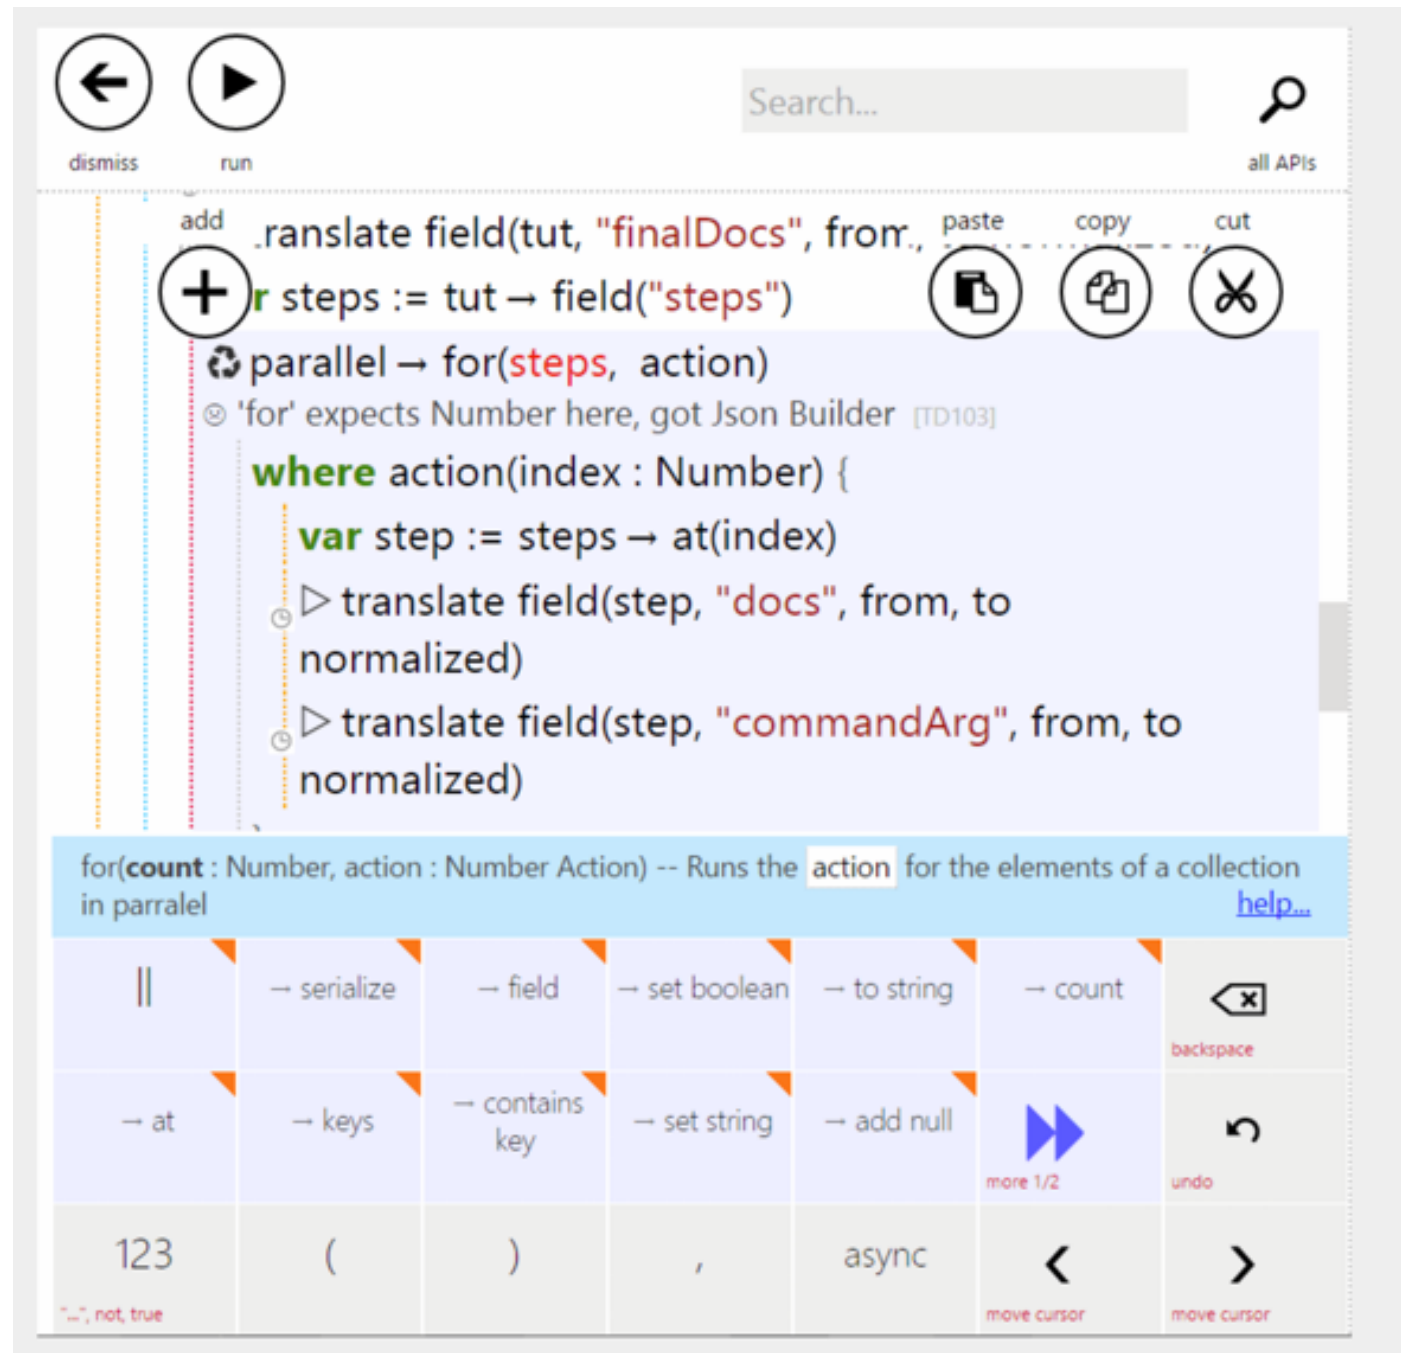 Search...
dismiss run all APIs
add paste copy cut
ranslate field(tut, "finalDocs", from,
r steps := tut → field("steps")
parallel → for(steps, action)
'for' expects Number here, got Json Builder [TD103]
where action(index : Number) {
var step := steps → at(index)
▷ translate field(step, "docs", from, to
normalized)
▷ translate field(step, "commandArg", from, to
normalized)
for(count : Number, action : Number Action) -- Runs the action for the elements of a collection
in parralel help...
|| → serialize → field → set boolean → to string → count
backspace
→ at → keys → contains key → set string → add null
more 1/2 undo
123 ( ) , async
"...", not, true move cursor move cursor